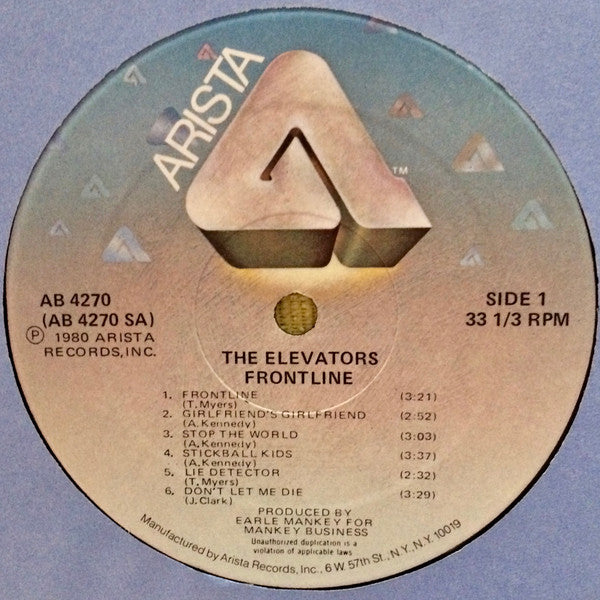 ARISTA
TM
AB 4270
(AB 4270 SA)
Ⓟ 1980 ARISTA
RECORDS, INC.
SIDE 1
33 1/3 RPM
THE ELEVATORS
FRONTLINE
1. FRONTLINE (3:21)
(T. Myers)
2. GIRLFRIEND'S GIRLFRIEND (2:52)
(A. Kennedy)
3. STOP THE WORLD (3:03)
(A. Kennedy)
4. STICKBALL KIDS (3:37)
(A. Kennedy)
5. LIE DETECTOR (2:32)
(T. Myers)
6. DON'T LET ME DIE (3:29)
(J. Clark)
PRODUCED BY
EARLE MANKEY FOR
MANKEY BUSINESS
Unauthorized duplication is a
violation of applicable laws
Manufactured by Arista Records, Inc., 6 W. 57th St., N.Y., N.Y. 10019